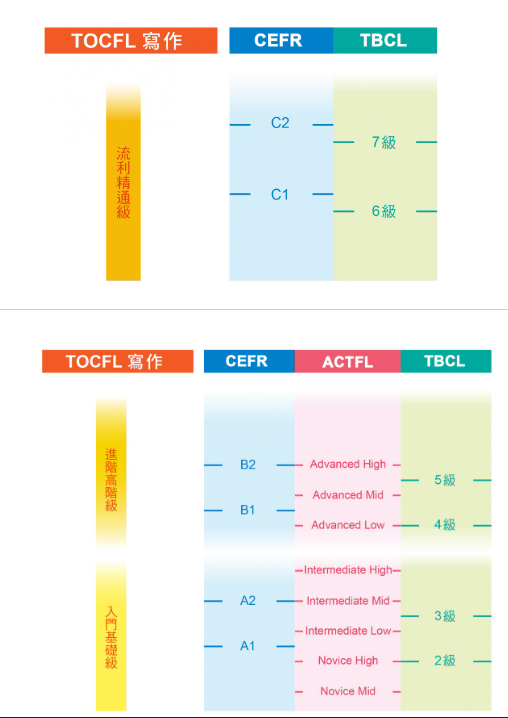 TOCFL 寫作 CEFR TBCL
C2
7級
流利精通級
C1
6級
TOCFL 寫作 CEFR ACTFL TBCL
進階高階級
B2 Advanced High
5級
Advanced Mid
B1
Advanced Low 4級
入門基礎級
Intermediate High
A2 Intermediate Mid
3級
Intermediate Low
A1
Novice High 2級
Novice Mid